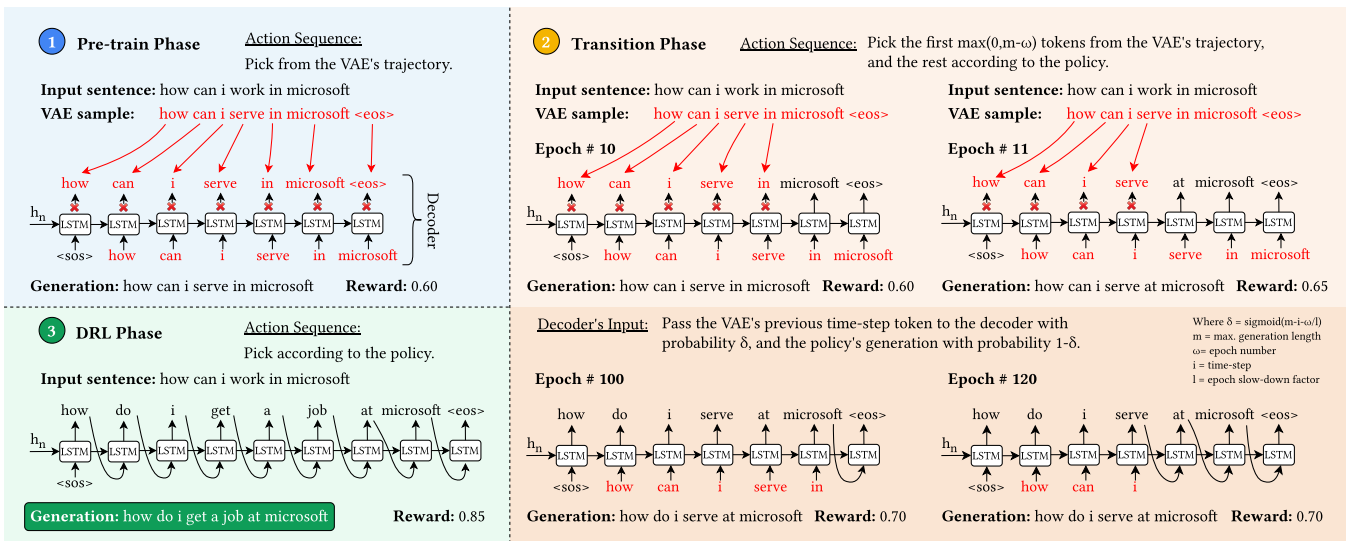 1 Pre-train Phase
Action Sequence:
Pick from the VAE's trajectory.
Input sentence: how can i work in microsoft
VAE sample: how can i serve in microsoft <eos>
how can i serve in microsoft <eos>
h_n LSTM LSTM LSTM LSTM LSTM LSTM LSTM
<sos> how can i serve in microsoft
Decoder
Generation: how can i serve in microsoft Reward: 0.60
2 Transition Phase
Action Sequence: Pick the first max(0,m-ω) tokens from the VAE's trajectory,
and the rest according to the policy.
Input sentence: how can i work in microsoft
VAE sample: how can i serve in microsoft <eos>
Epoch # 10
how can i serve in microsoft <eos>
h_n LSTM LSTM LSTM LSTM LSTM LSTM LSTM
<sos> how can i serve in microsoft
Generation: how can i serve in microsoft Reward: 0.60
Input sentence: how can i work in microsoft
VAE sample: how can i serve in microsoft <eos>
Epoch # 11
how can i serve at microsoft <eos>
h_n LSTM LSTM LSTM LSTM LSTM LSTM LSTM
<sos> how can i serve in microsoft
Generation: how can i serve at microsoft Reward: 0.65
3 DRL Phase
Action Sequence:
Pick according to the policy.
Input sentence: how can i work in microsoft
how do i get a job at microsoft <eos>
h_n LSTM LSTM LSTM LSTM LSTM LSTM LSTM LSTM LSTM
<sos>
Generation: how do i get a job at microsoft Reward: 0.85
Decoder's Input: Pass the VAE's previous time-step token to the decoder with
probability δ, and the policy's generation with probability 1-δ.
Where δ = sigmoid(m-i-ω/l)
m = max. generation length
ω= epoch number
i = time-step
l = epoch slow-down factor
Epoch # 100
how do i serve at microsoft <eos>
h_n LSTM LSTM LSTM LSTM LSTM LSTM LSTM
<sos> how can i serve in
Generation: how do i serve at microsoft Reward: 0.70
Epoch # 120
how do i serve at microsoft <eos>
h_n LSTM LSTM LSTM LSTM LSTM LSTM LSTM
<sos> how can i
Generation: how do i serve at microsoft Reward: 0.70